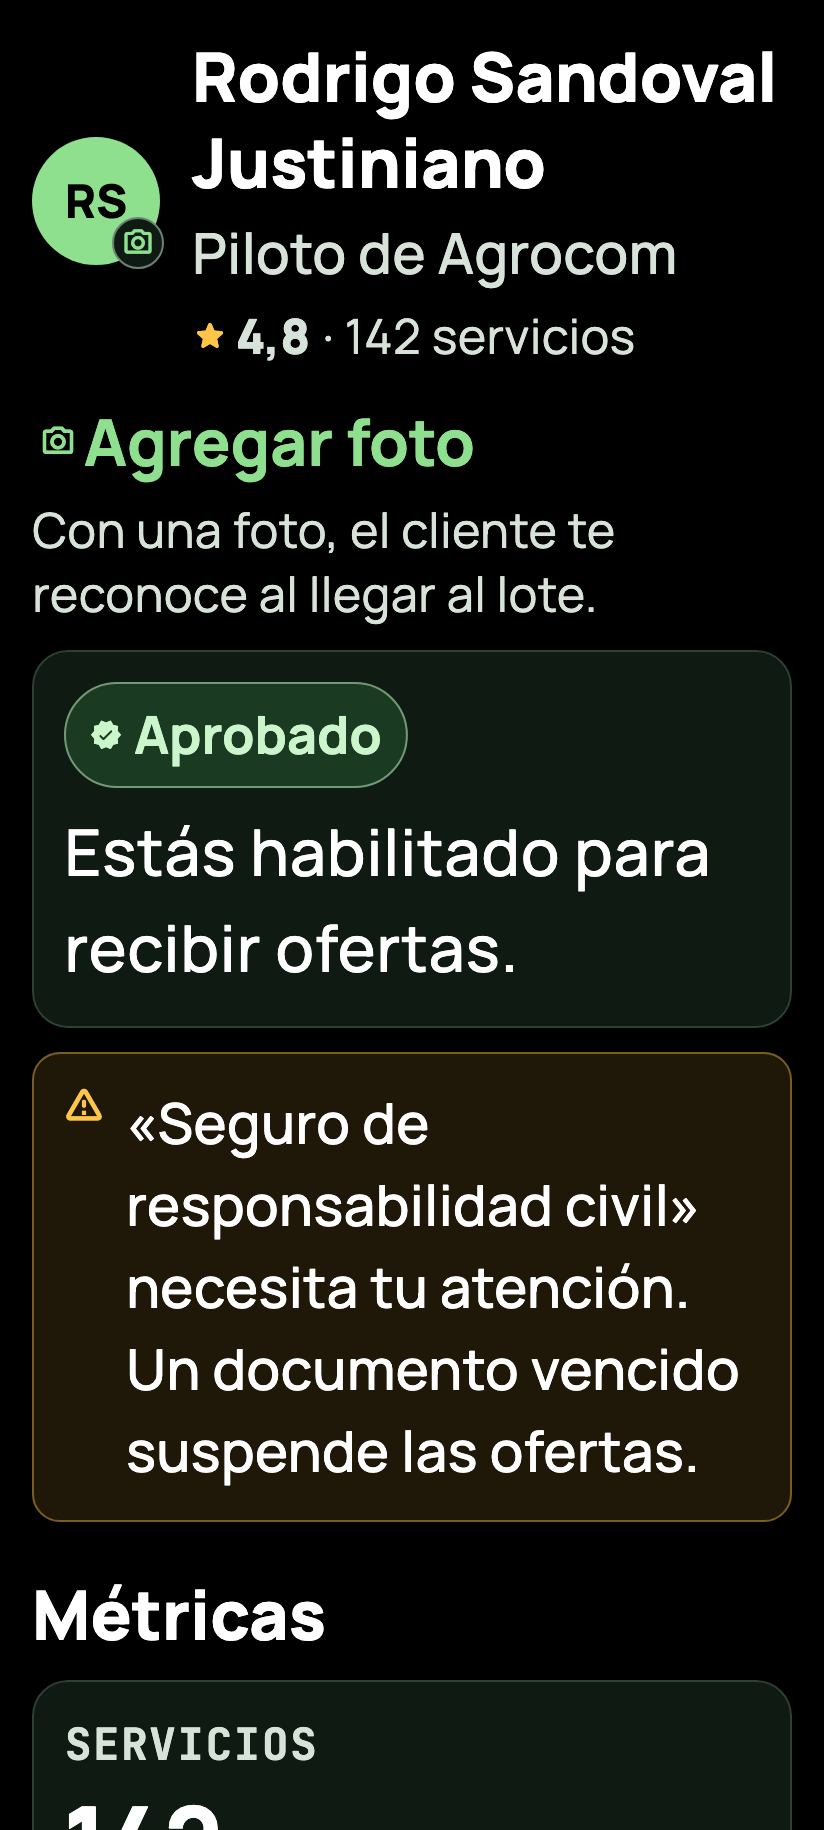 Rodrigo Sandoval
Justiniano
RS
Piloto de Agrocom
4,8 · 142 servicios
Agregar foto
Con una foto, el cliente te
reconoce al llegar al lote.
Aprobado
Estás habilitado para
recibir ofertas.
«Seguro de
responsabilidad civil»
necesita tu atención.
Un documento vencido
suspende las ofertas.
Métricas
SERVICIOS
142